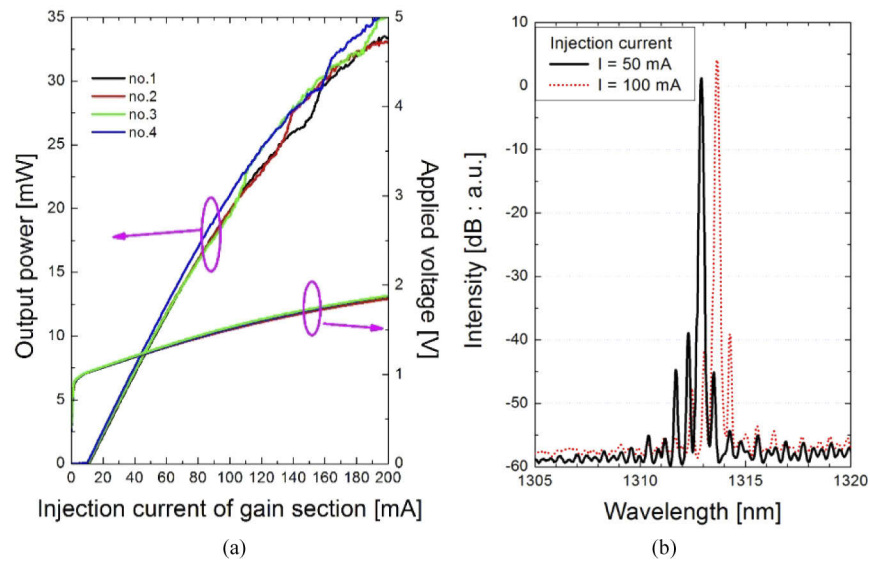 35
30
25
20
15
10
5
0
Output power [mW]
no.1
no.2
no.3
no.4
5
4
3
2
1
0
Applied voltage [V]
0 20 40 60 80 100 120 140 160 180 200
Injection current of gain section [mA]
(a)
10
0
-10
-20
-30
-40
-50
-60
Intensity [dB : a.u.]
Injection current
I = 50 mA
I = 100 mA
1305 1310 1315 1320
Wavelength [nm]
(b)